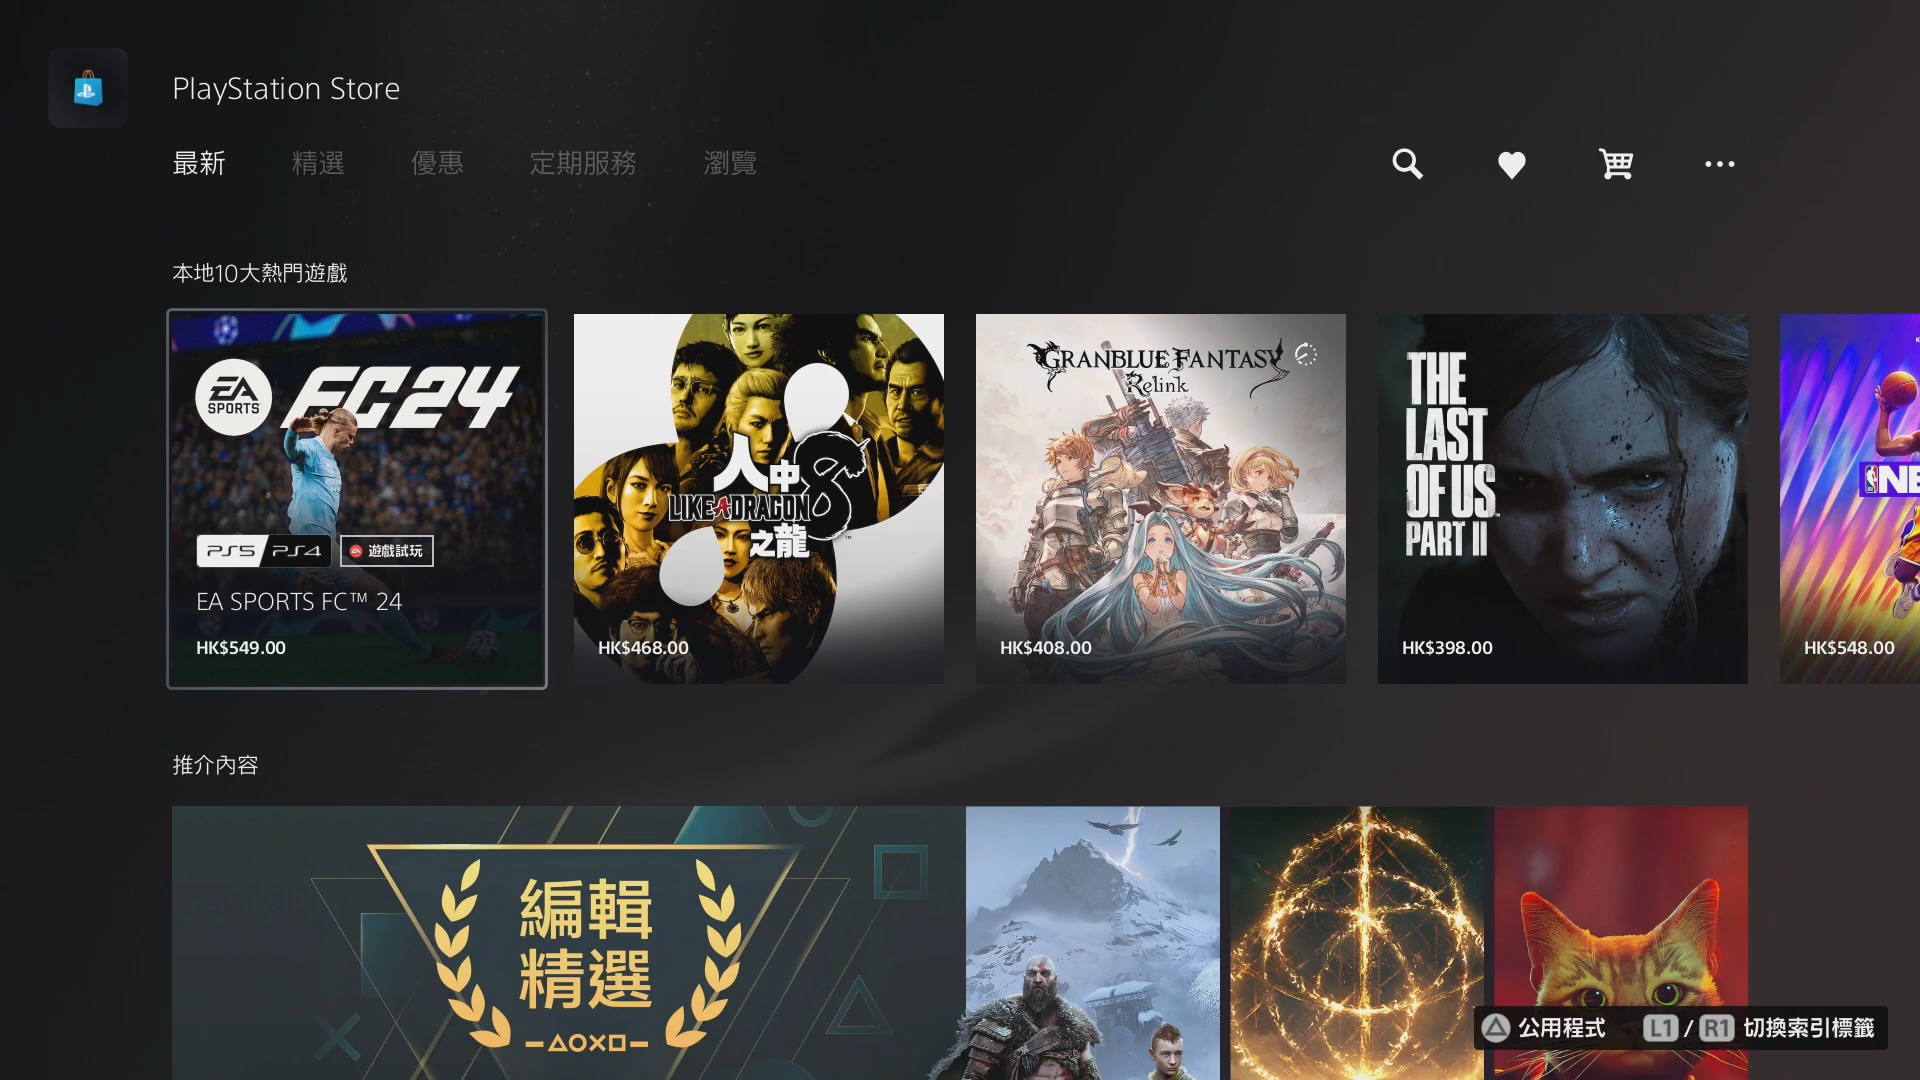 PlayStation Store
最新 精選 優惠 定期服務 瀏覽
本地10大熱門遊戲
EA SPORTS FC24
PS5 PS4 EA 遊戲試玩
EA SPORTS FC™ 24
HK$549.00
人中
LIKE A DRAGON 8
之龍
HK$468.00
GRANBLUE FANTASY
Relink
HK$408.00
THE
LAST
OF US
PART II
HK$398.00
HK$548.00
推介內容
編輯
精選
公用程式 L1 / R1 切換索引標籤